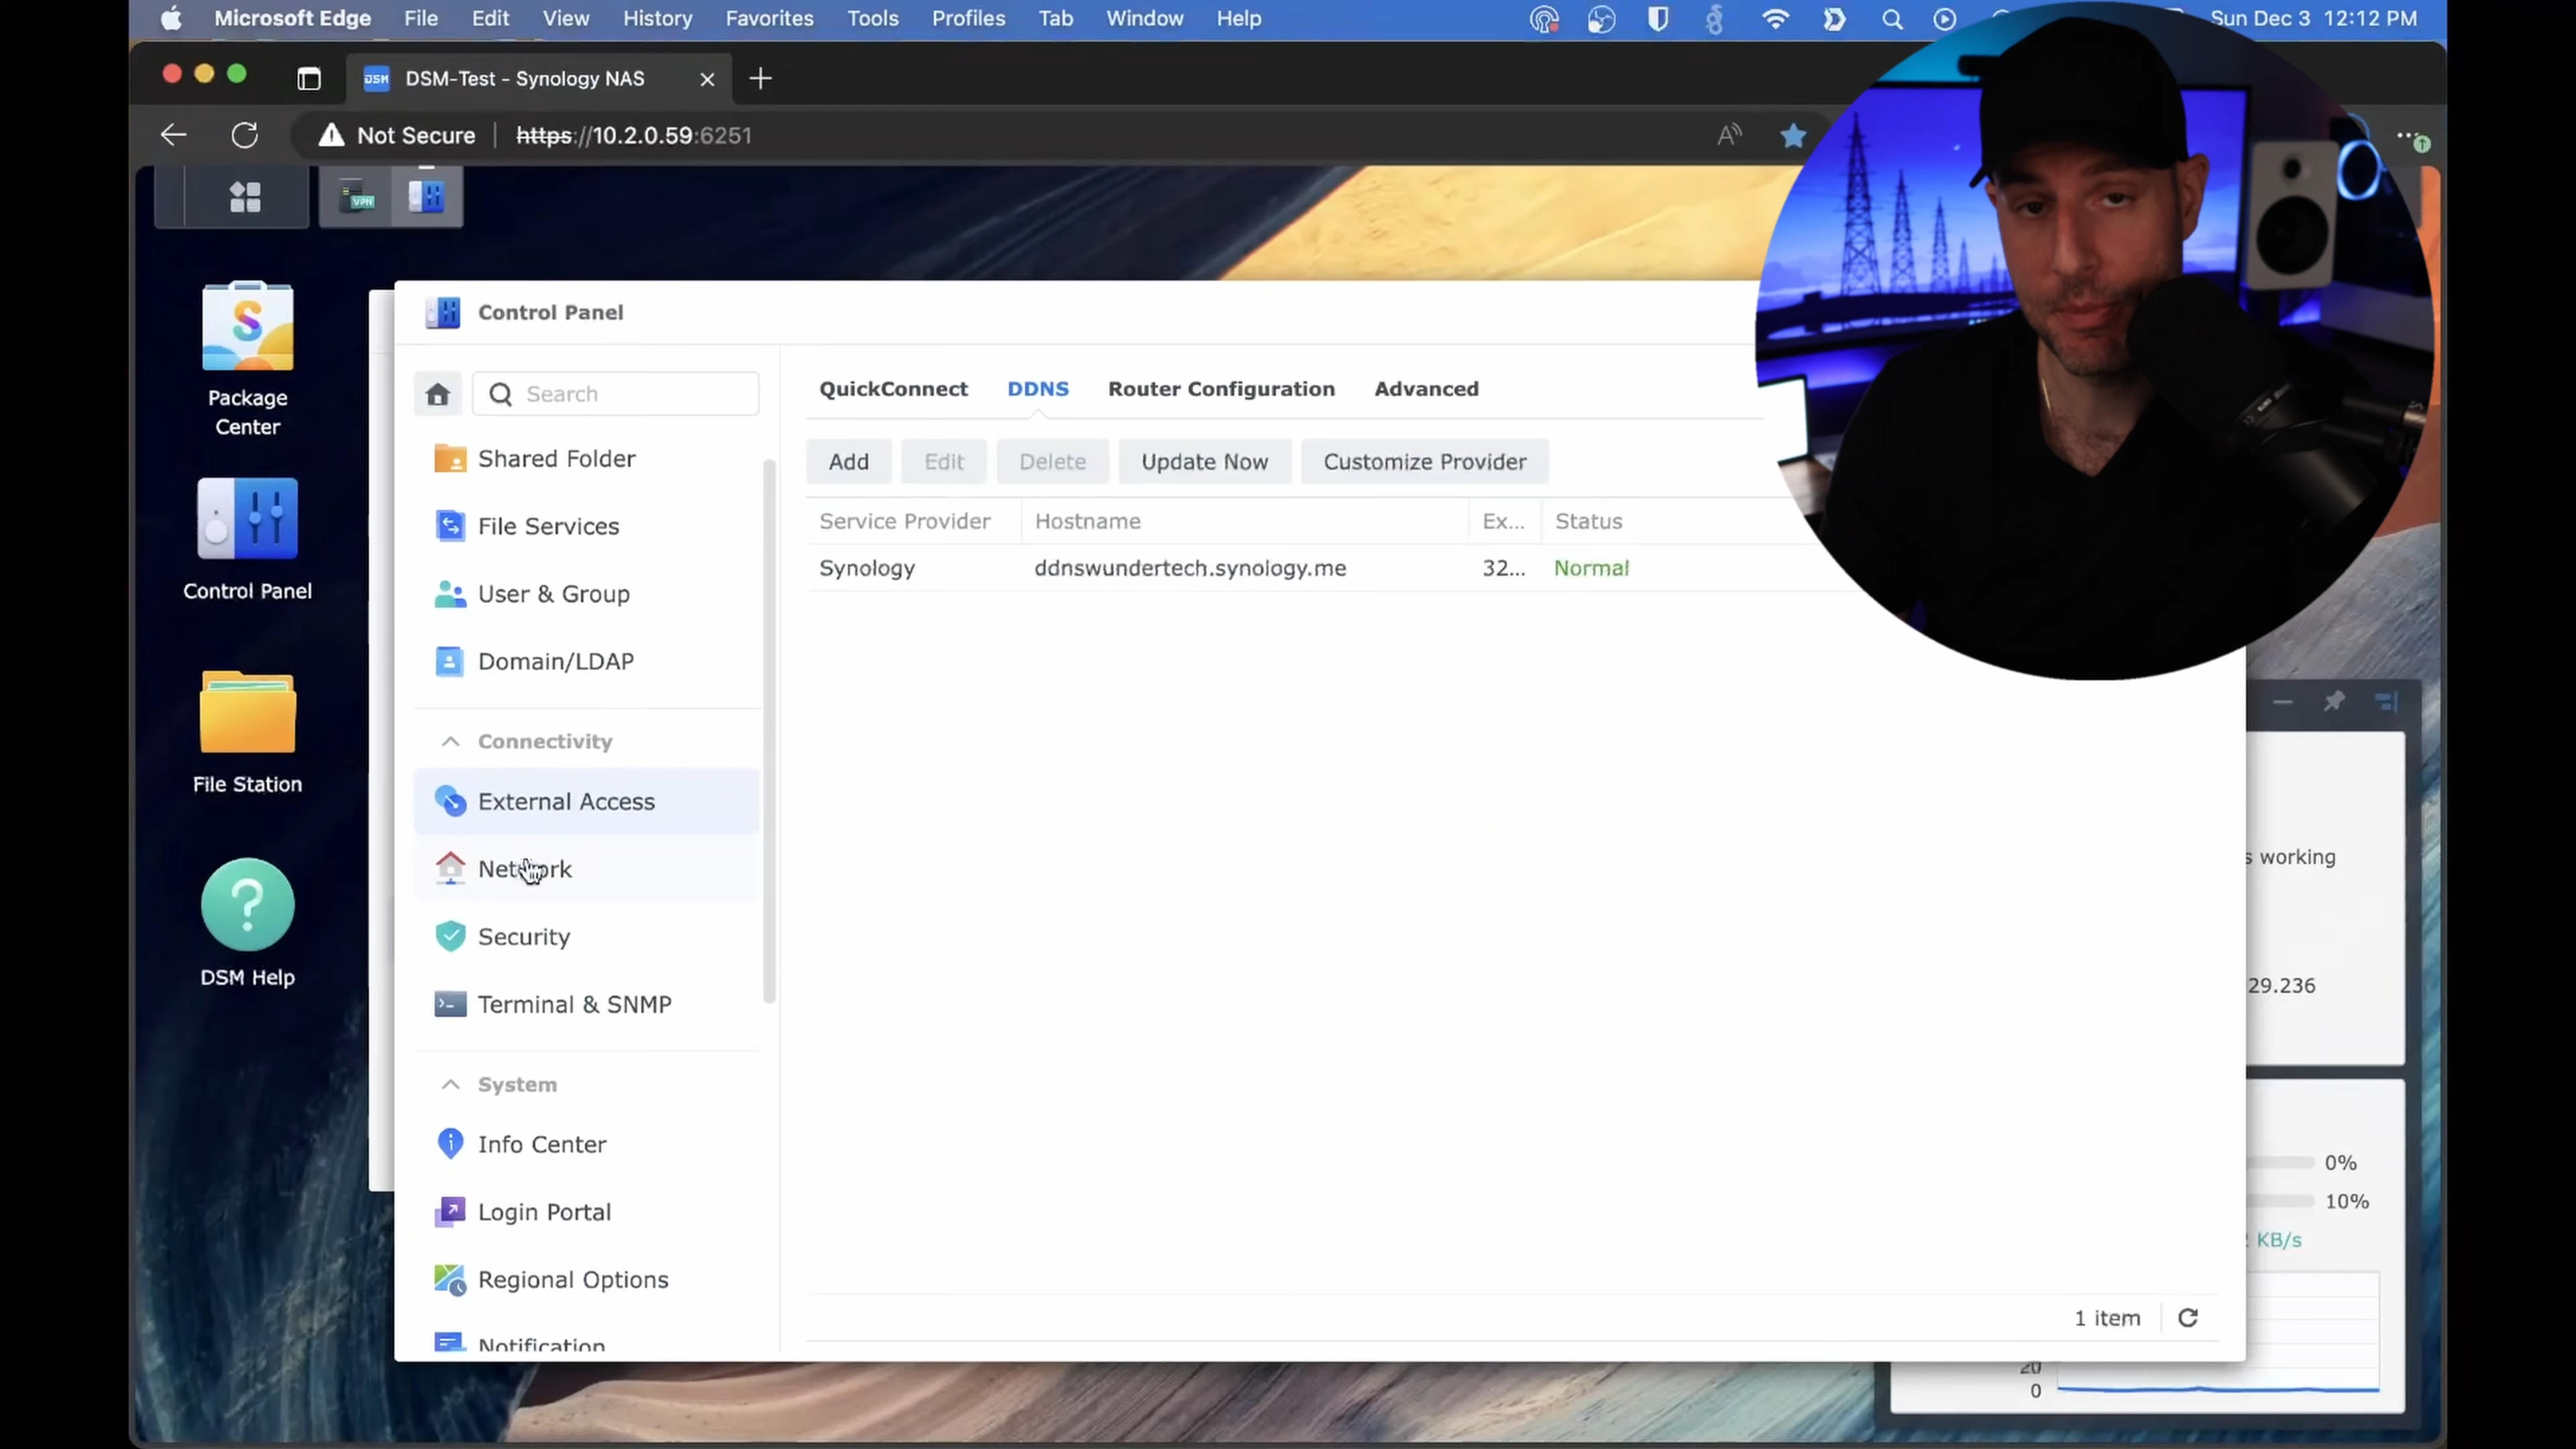 Microsoft Edge File Edit View History Favorites Tools Profiles Tab Window Help Sun Dec 3 12:12 PM
DSM DSM-Test - Synology NAS
Not Secure https://10.2.0.59:6251
VPN
Package
Center
Control Panel
File Station
DSM Help
Control Panel
Search
Shared Folder
File Services
User & Group
Domain/LDAP
Connectivity
External Access
Network
Security
Terminal & SNMP
System
Info Center
Login Portal
Regional Options
Notification
QuickConnect DDNS Router Configuration Advanced
Add Edit Delete Update Now Customize Provider
Service Provider Hostname Ex... Status
Synology ddnswundertech.synology.me 32... Normal
1 item
s working
29.236
0%
10%
KB/s
20
0